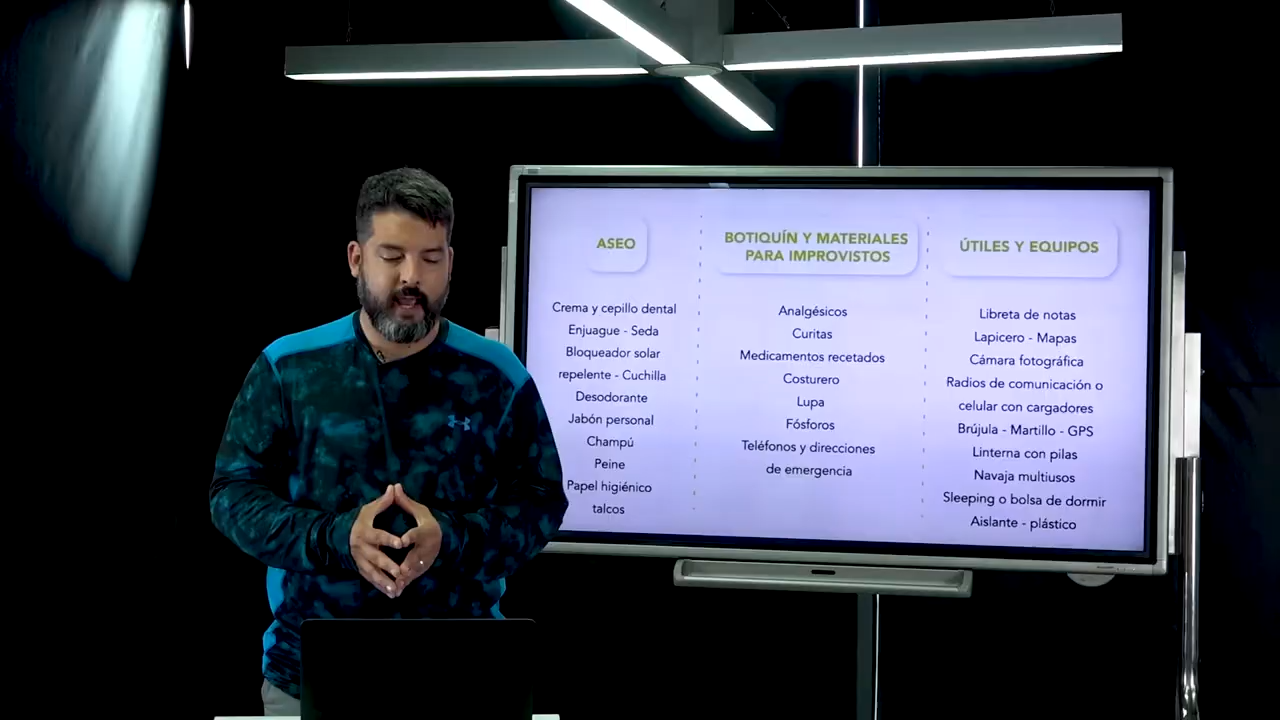 ASEO
Crema y cepillo dental
Enjuague - Seda
Bloqueador solar
repelente - Cuchilla
Desodorante
Jabón personal
Champú
Peine
Papel higiénico
talcos
BOTIQUÍN Y MATERIALES
PARA IMPROVISTOS
Analgésicos
Curitas
Medicamentos recetados
Costurero
Lupa
Fósforos
Teléfonos y direcciones
de emergencia
ÚTILES Y EQUIPOS
Libreta de notas
Lapicero - Mapas
Cámara fotográfica
Radios de comunicación o
celular con cargadores
Brújula - Martillo - GPS
Linterna con pilas
Navaja multiusos
Sleeping o bolsa de dormir
Aislante - plástico